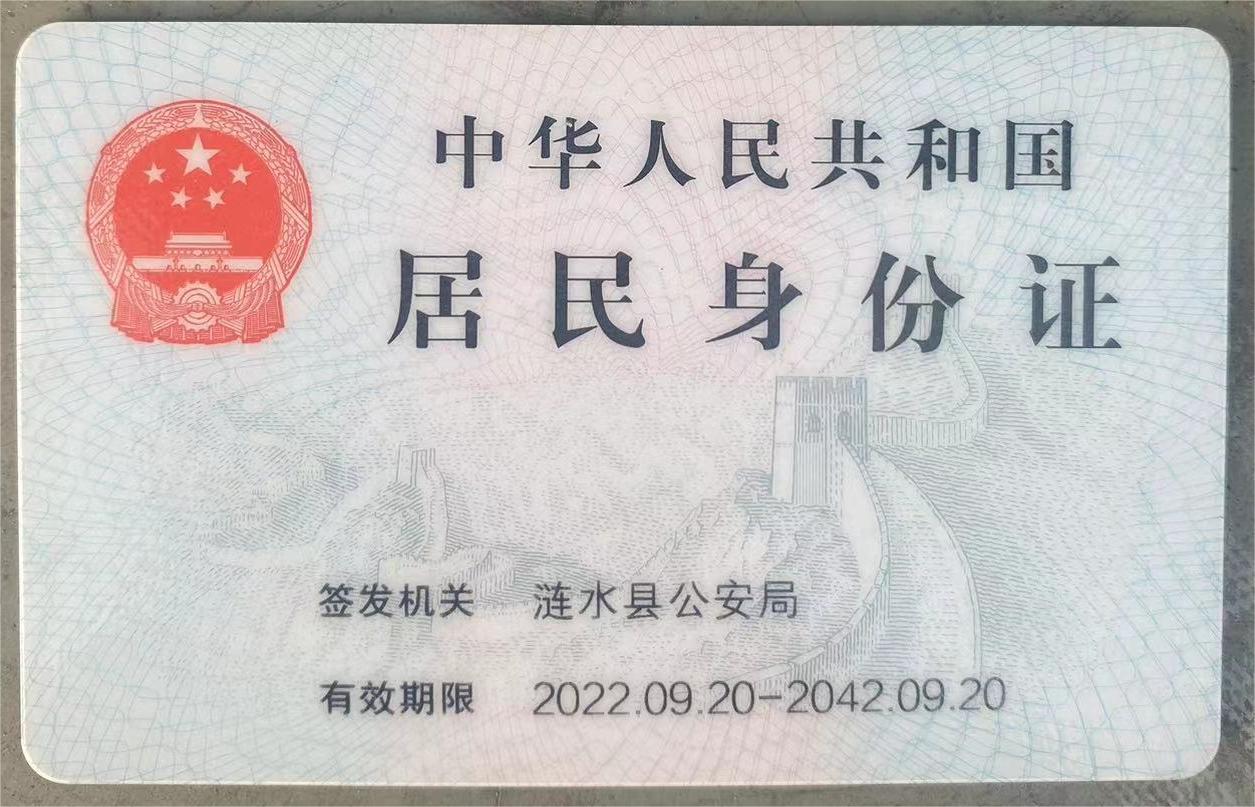 中华人民共和国
居民身份证
签发机关 涟水县公安局
有效期限 2022.09.20-2042.09.20